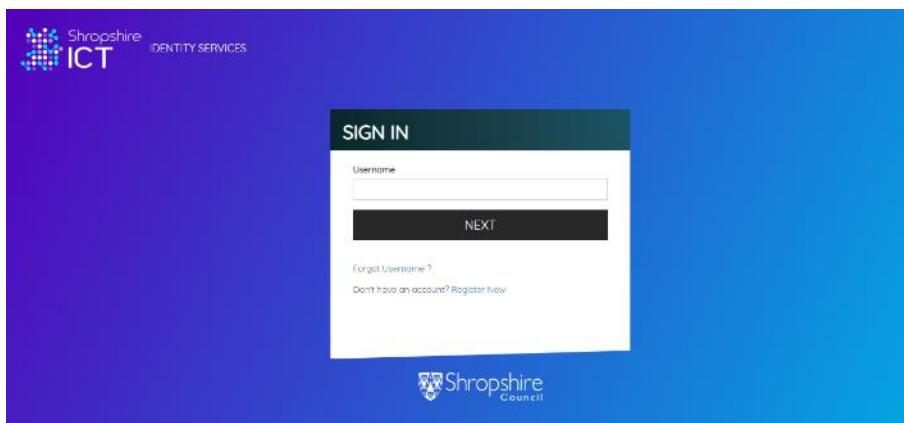 Shropshire
ICT
IDENTITY SERVICES
SIGN IN
Username
NEXT
Forgot Username ?
Don't have an account? Register Now
Shropshire
Council